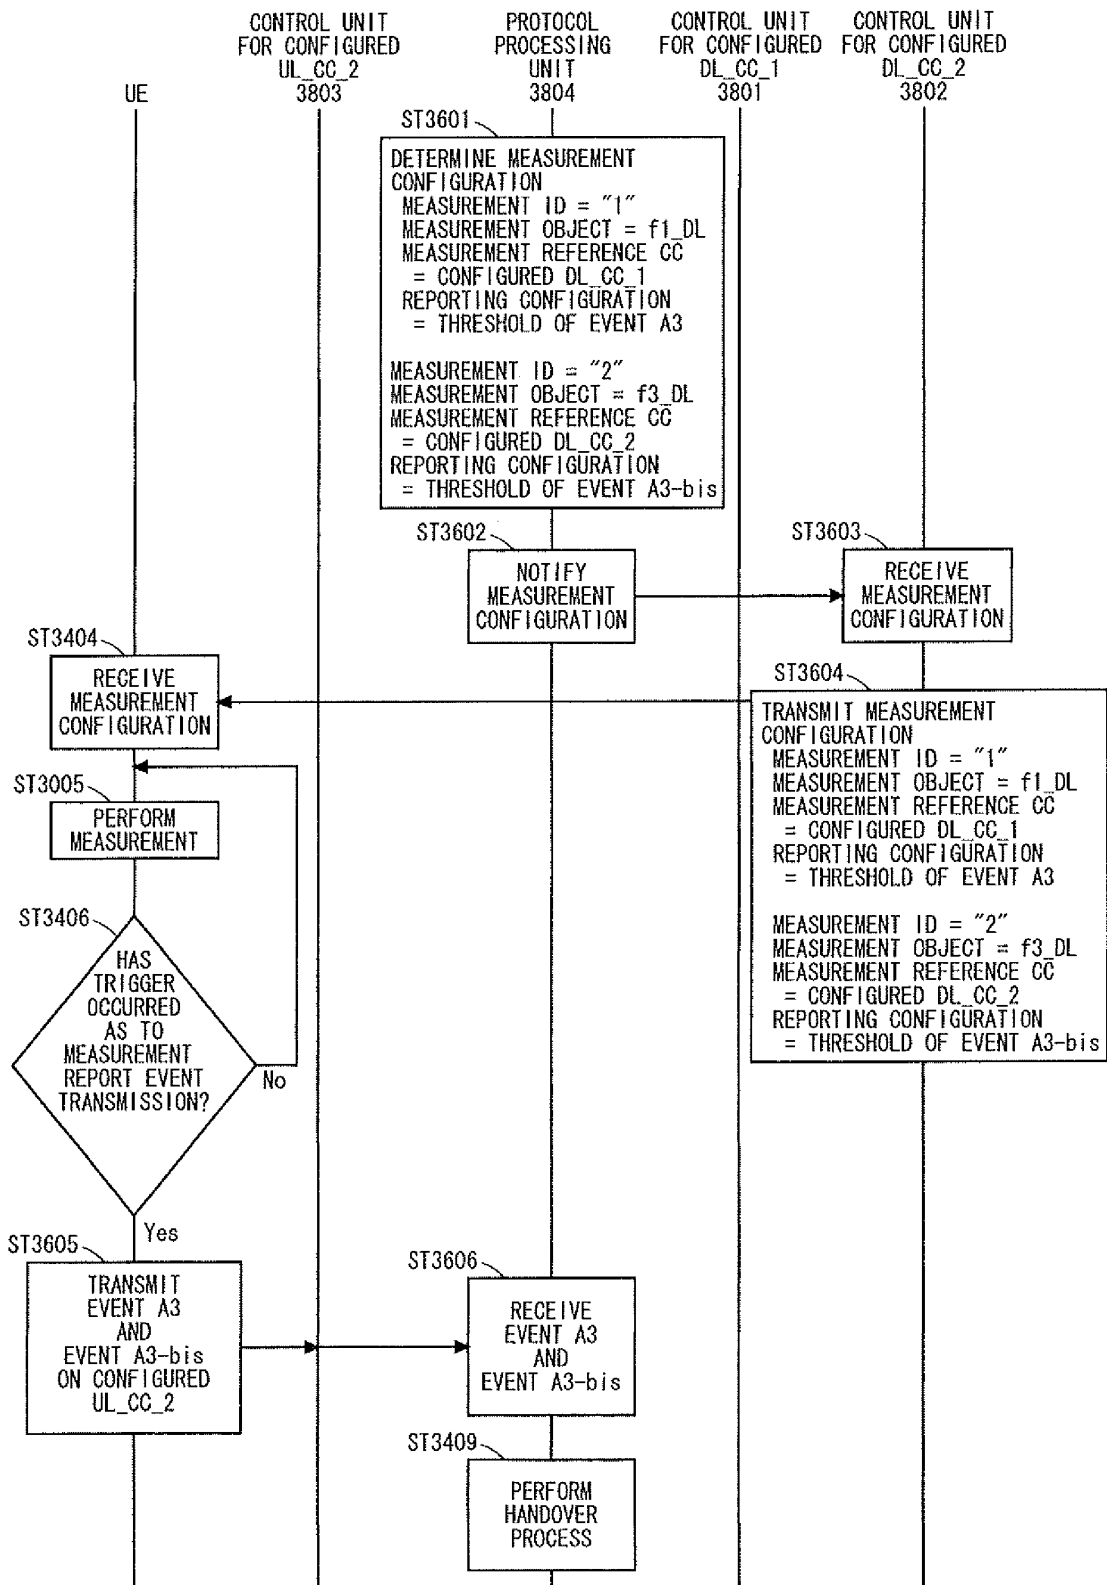 UE
CONTROL UNIT
FOR CONFIGURED
UL_CC_2
3803
PROTOCOL
PROCESSING
UNIT
3804
CONTROL UNIT
FOR CONFIGURED
DL_CC_1
3801
CONTROL UNIT
FOR CONFIGURED
DL_CC_2
3802
ST3601
DETERMINE MEASUREMENT
CONFIGURATION
MEASUREMENT ID = "1"
MEASUREMENT OBJECT = f1_DL
MEASUREMENT REFERENCE CC
= CONFIGURED DL_CC_1
REPORTING CONFIGURATION
= THRESHOLD OF EVENT A3
MEASUREMENT ID = "2"
MEASUREMENT OBJECT = f3_DL
MEASUREMENT REFERENCE CC
= CONFIGURED DL_CC_2
REPORTING CONFIGURATION
= THRESHOLD OF EVENT A3-bis
ST3602
NOTIFY
MEASUREMENT
CONFIGURATION
ST3603
RECEIVE
MEASUREMENT
CONFIGURATION
ST3404
RECEIVE
MEASUREMENT
CONFIGURATION
ST3604
TRANSMIT MEASUREMENT
CONFIGURATION
MEASUREMENT ID = "1"
MEASUREMENT OBJECT = f1_DL
MEASUREMENT REFERENCE CC
= CONFIGURED DL_CC_1
REPORTING CONFIGURATION
= THRESHOLD OF EVENT A3
MEASUREMENT ID = "2"
MEASUREMENT OBJECT = f3_DL
MEASUREMENT REFERENCE CC
= CONFIGURED DL_CC_2
REPORTING CONFIGURATION
= THRESHOLD OF EVENT A3-bis
ST3005
PERFORM
MEASUREMENT
ST3406
HAS
TRIGGER
OCCURRED
AS TO
MEASUREMENT
REPORT EVENT
TRANSMISSION?
No
Yes
ST3605
TRANSMIT
EVENT A3
AND
EVENT A3-bis
ON CONFIGURED
UL_CC_2
ST3606
RECEIVE
EVENT A3
AND
EVENT A3-bis
ST3409
PERFORM
HANDOVER
PROCESS